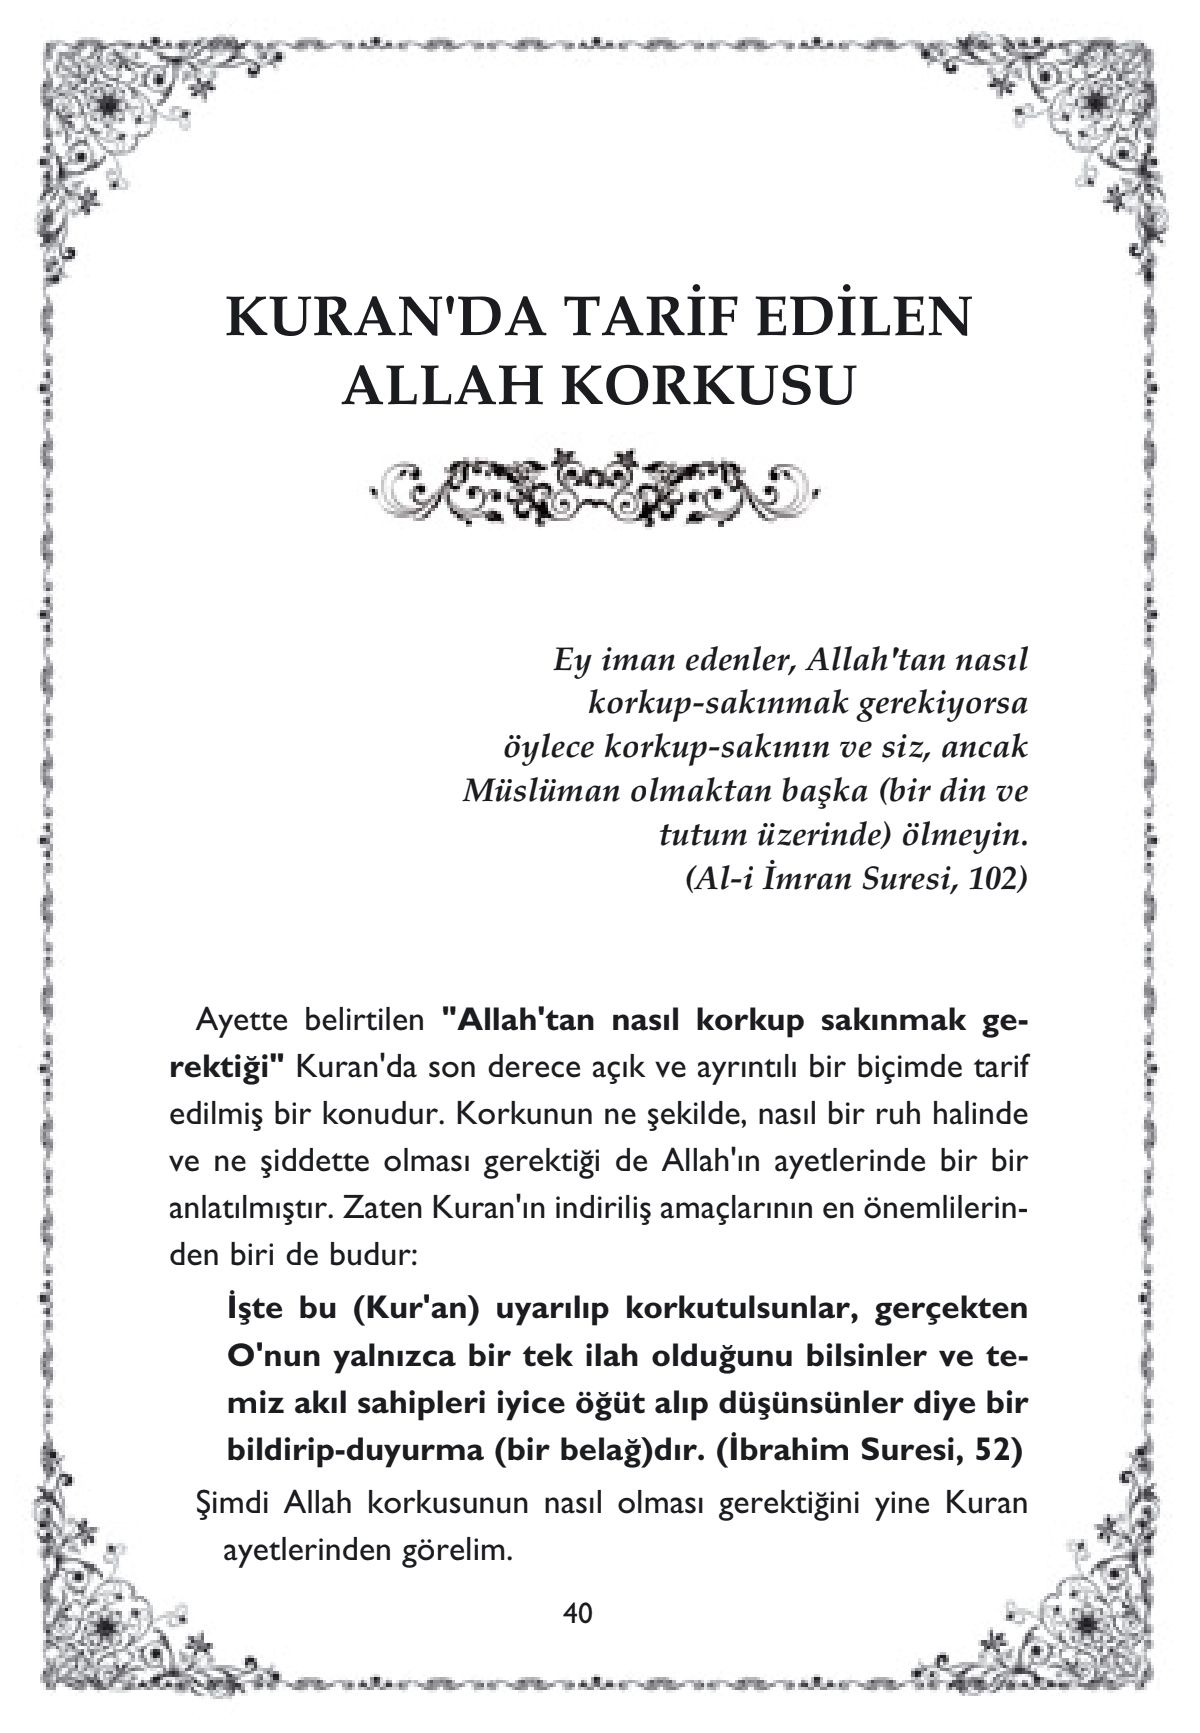 KURAN'DA TARİF EDİLEN
ALLAH KORKUSU
Ey iman edenler, Allah'tan nasıl
korkup-sakınmak gerekiyorsa
öylece korkup-sakının ve siz, ancak
Müslüman olmaktan başka (bir din ve
tutum üzerinde) ölmeyin.
(Al-i İmran Suresi, 102)
Ayette belirtilen "Allah'tan nasıl korkup sakınmak ge-
rektiği" Kuran'da son derece açık ve ayrıntılı bir biçimde tarif
edilmiş bir konudur. Korkunun ne şekilde, nasıl bir ruh halinde
ve ne şiddette olması gerektiği de Allah'ın ayetlerinde bir bir
anlatılmıştır. Zaten Kuran'ın indiriliş amaçlarının en önemlilerin-
den biri de budur:
İşte bu (Kur'an) uyarılıp korkutulsunlar, gerçekten
O'nun yalnızca bir tek ilah olduğunu bilsinler ve te-
miz akıl sahipleri iyice öğüt alıp düşünsünler diye bir
bildirip-duyurma (bir belağ)dır. (İbrahim Suresi, 52)
Şimdi Allah korkusunun nasıl olması gerektiğini yine Kuran
ayetlerinden görelim.
40